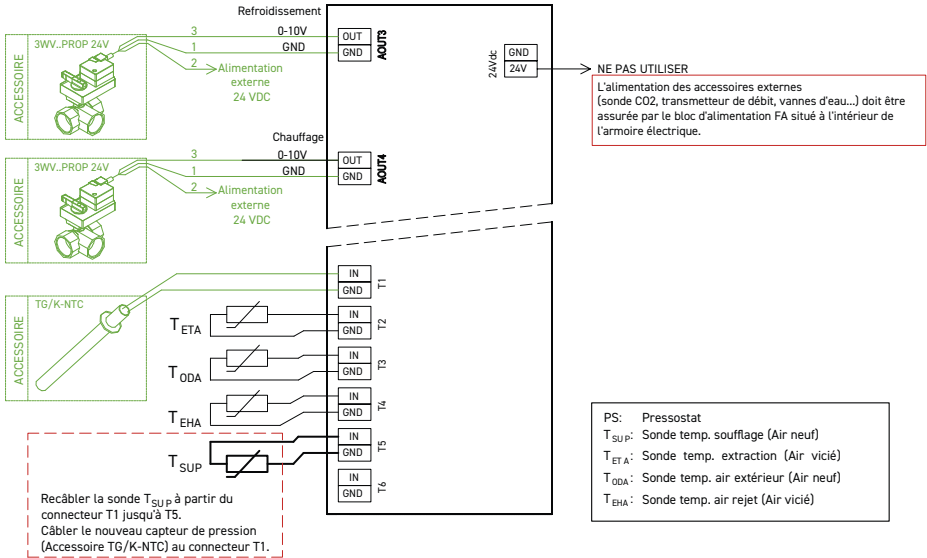 Refroidissement
ACCESSOIRE
3WV..PROP 24V
3
0-10V
1
GND
2
Alimentation
externe
24 VDC
OUT
GND
AOUT3
24Vdc
GND
24V
NE PAS UTILISER
L'alimentation des accessoires externes
(sonde CO2, transmetteur de débit, vannes d'eau...) doit être
assurée par le bloc d'alimentation FA situé à l'intérieur de
l'armoire électrique.
Chauffage
ACCESSOIRE
3WV..PROP 24V
3
0-10V
1
GND
2
Alimentation
externe
24 VDC
OUT
GND
AOUT4
ACCESSOIRE
TG/K-NTC
IN
GND
T1
TETA
IN
GND
T2
TODA
IN
GND
T3
TEHA
IN
GND
T4
TSUP
IN
GND
T5
IN
GND
T6
Recâbler la sonde TSUP à partir du
connecteur T1 jusqu'à T5.
Câbler le nouveau capteur de pression
(Accessoire TG/K-NTC) au connecteur T1.
PS: Pressostat
TSUP: Sonde temp. soufflage (Air neuf)
TETA: Sonde temp. extraction (Air vicié)
TODA: Sonde temp. air extérieur (Air neuf)
TEHA: Sonde temp. air rejet (Air vicié)